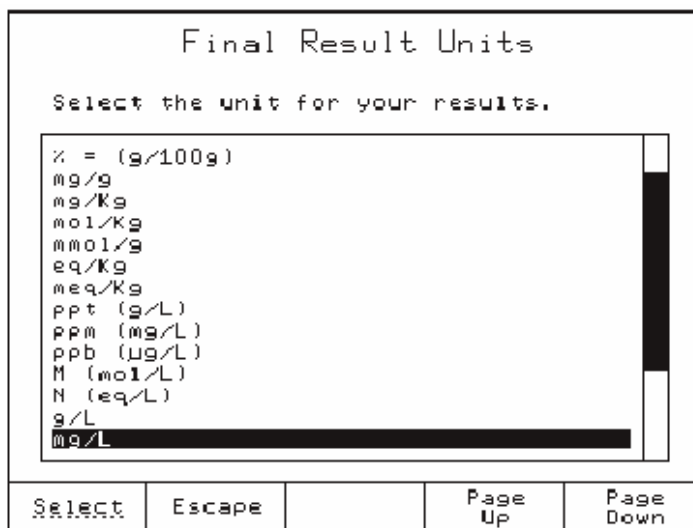 Final Result Units
Select the unit for your results.
% = (g/100g)
mg/g
mg/Kg
mol/Kg
mmol/g
eq/Kg
meq/Kg
ppt (g/L)
ppm (mg/L)
ppb (µg/L)
M (mol/L)
N (eq/L)
g/L
mg/L
Select
Escape
Page
Up
Page
Down